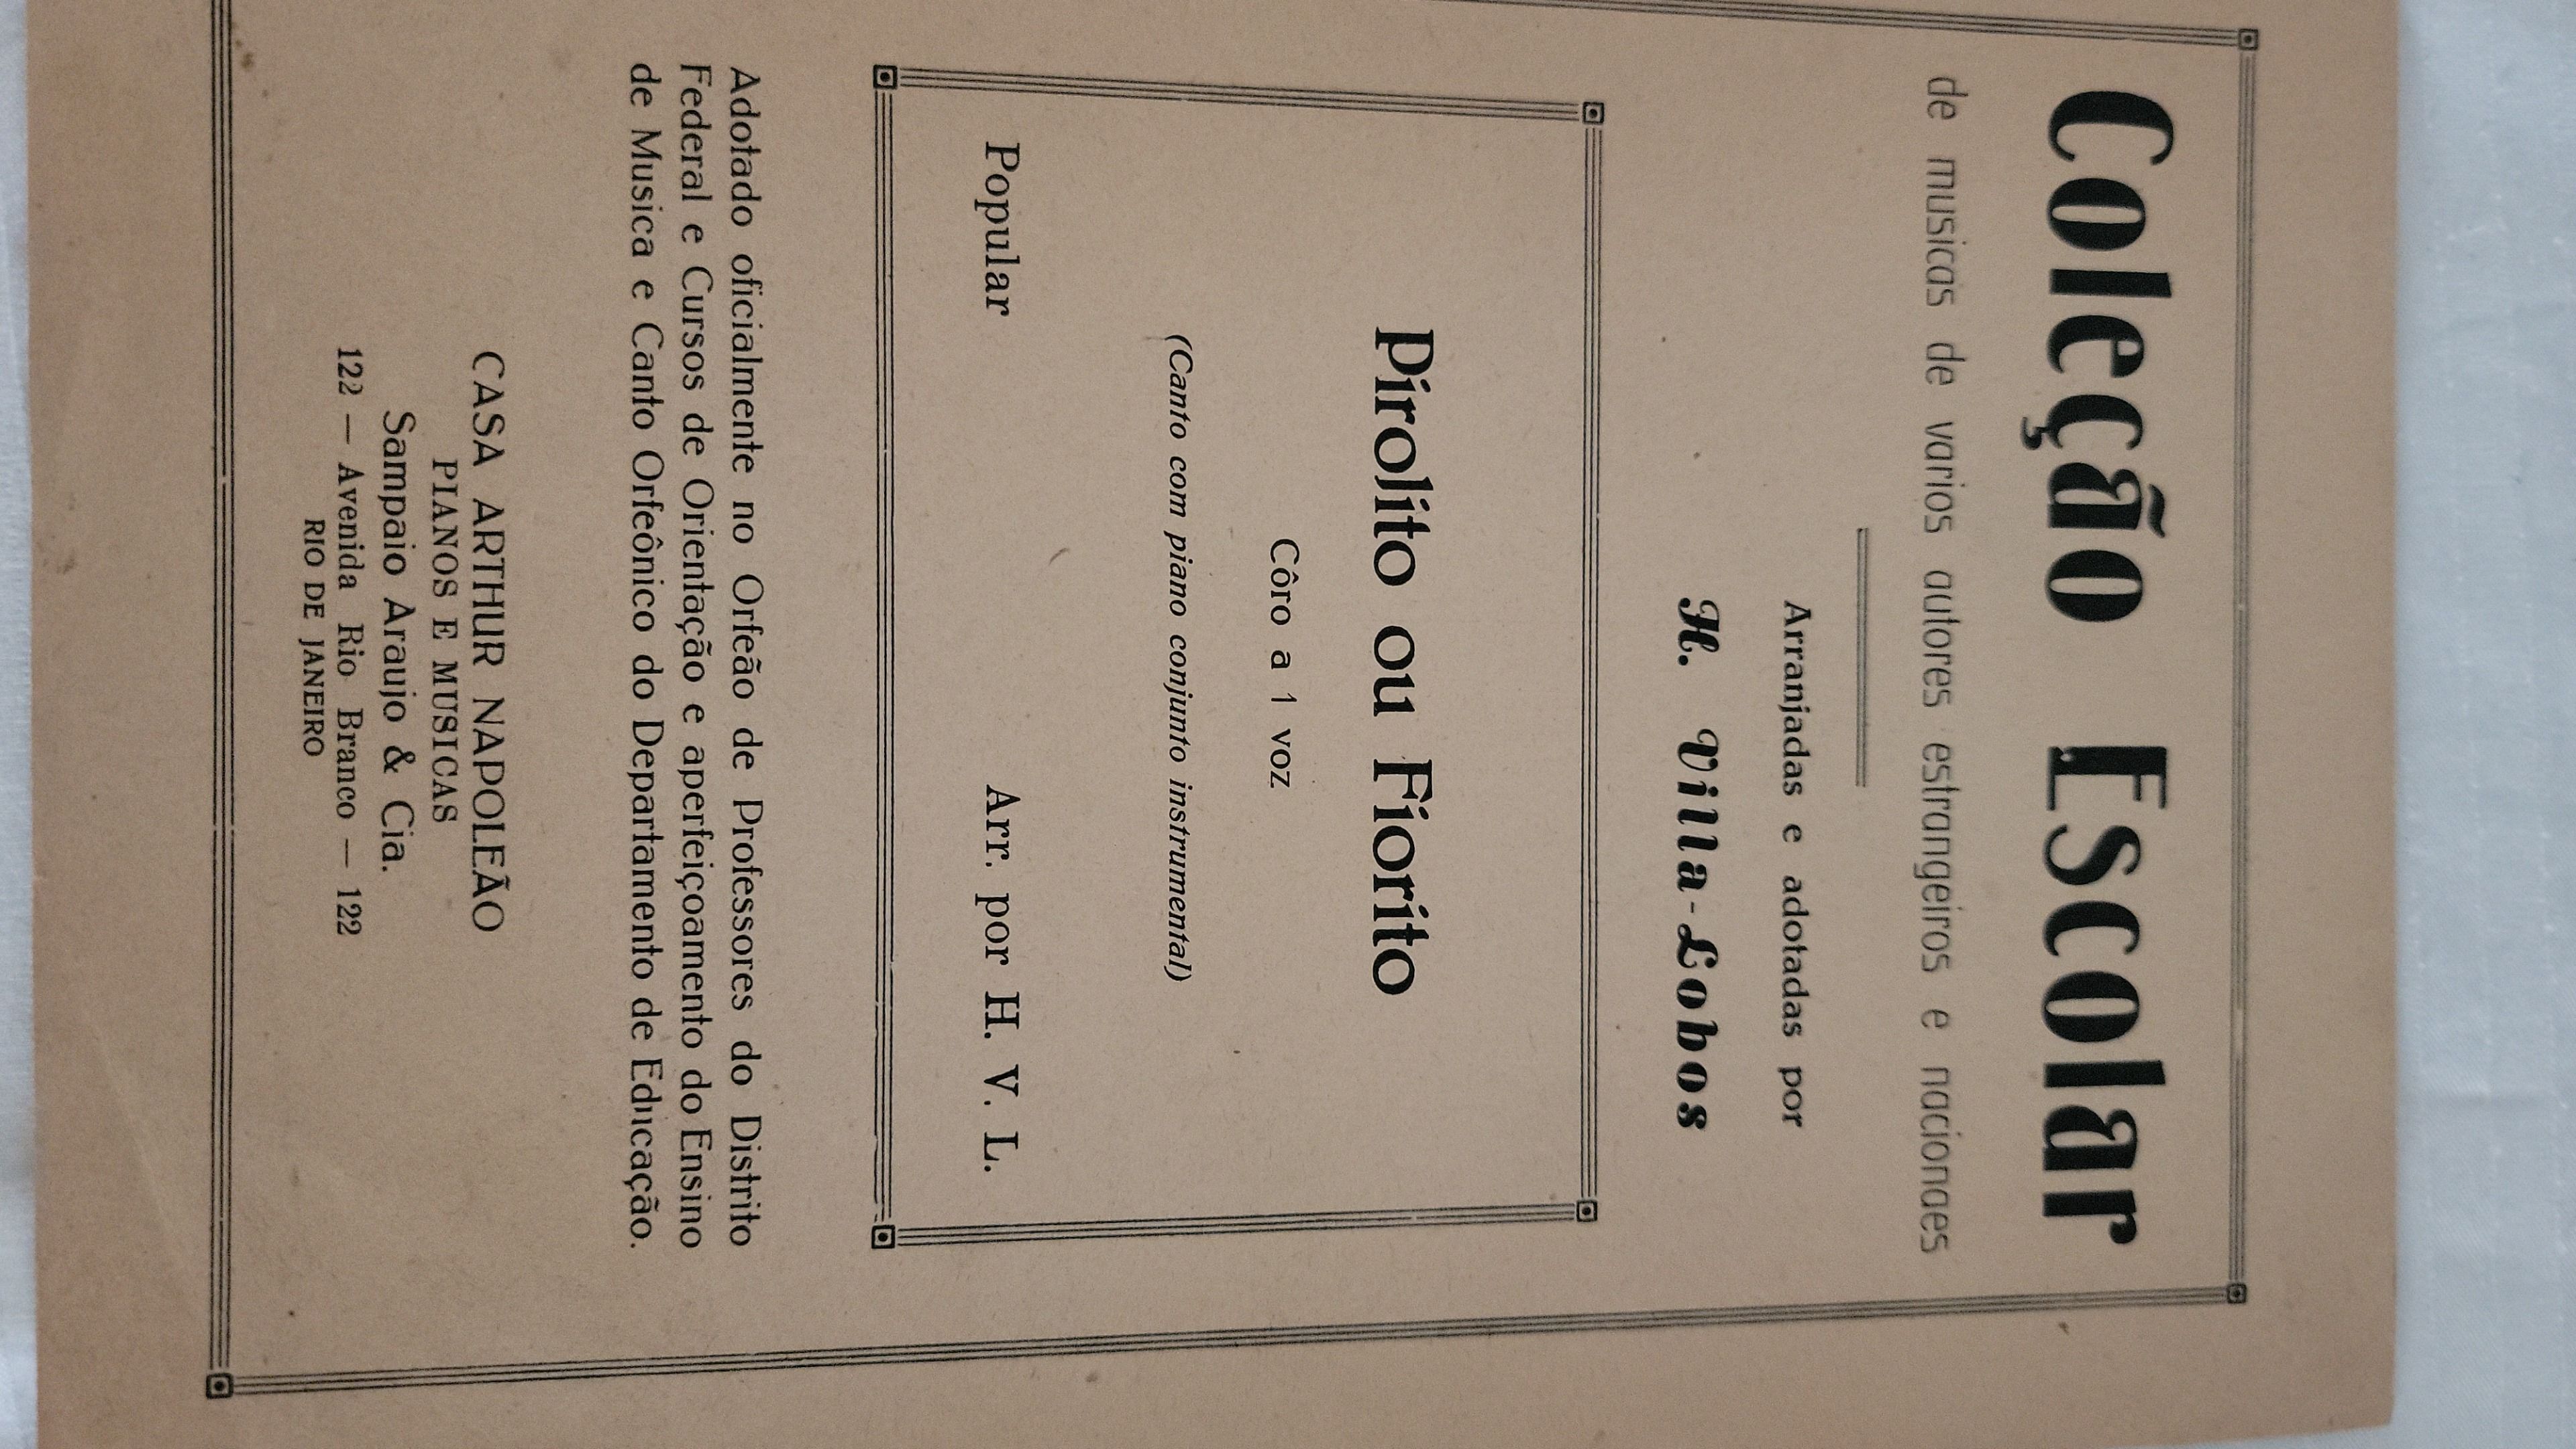 Coleção Escolar
de musicas de varios autores estrangeiros e nacionaes
Arranjadas e adotadas por
H. Villa-Lobos
Pirolito ou Fiorito
Côro a 1 voz
(Canto com piano conjunto instrumental)
Popular Arr. por H. V. L.
Adotado oficialmente no Orfeão de Professores do Distrito
Federal e Cursos de Orientação e aperfeiçoamento do Ensino
de Musica e Canto Orfeônico do Departamento de Educação.
CASA ARTHUR NAPOLEÃO
PIANOS E MUSICAS
Sampaio Araujo & Cia.
122 — Avenida Rio Branco — 122
RIO DE JANEIRO